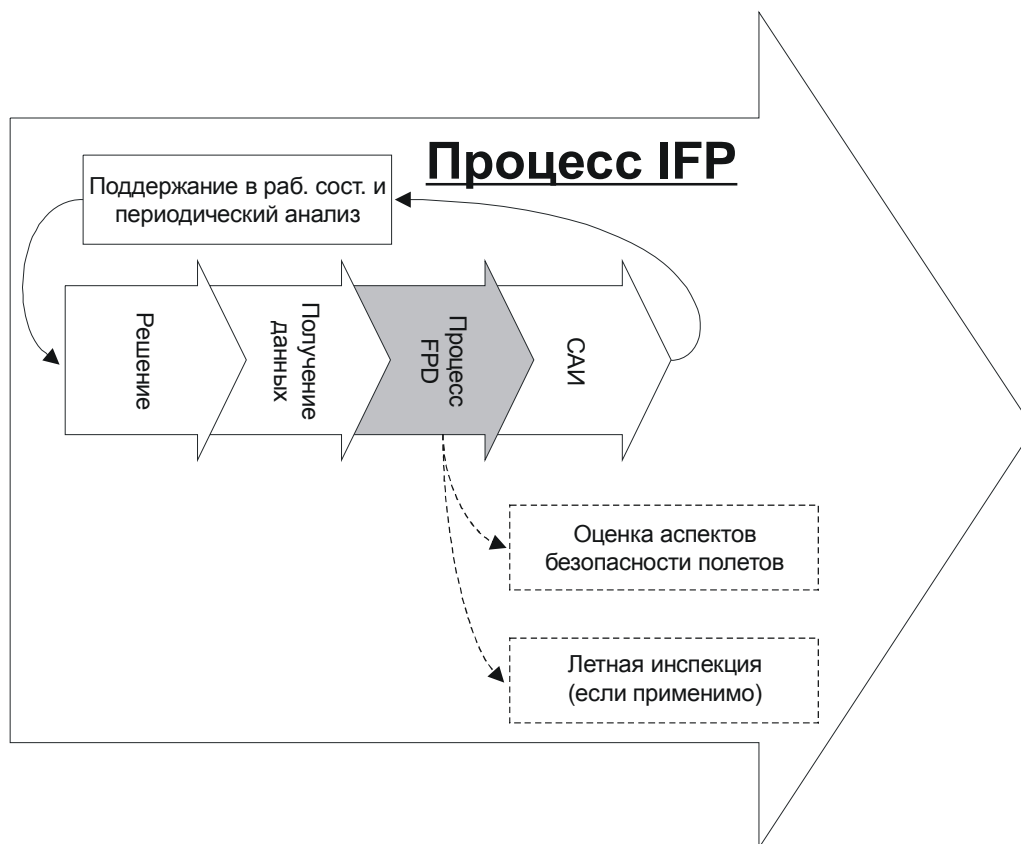 Процесс IFP
Поддержание в раб. сост. и
периодический анализ
Решение
Получение
данных
Процесс
FPD
САИ
Оценка аспектов
безопасности полетов
Летная инспекция
(если применимо)